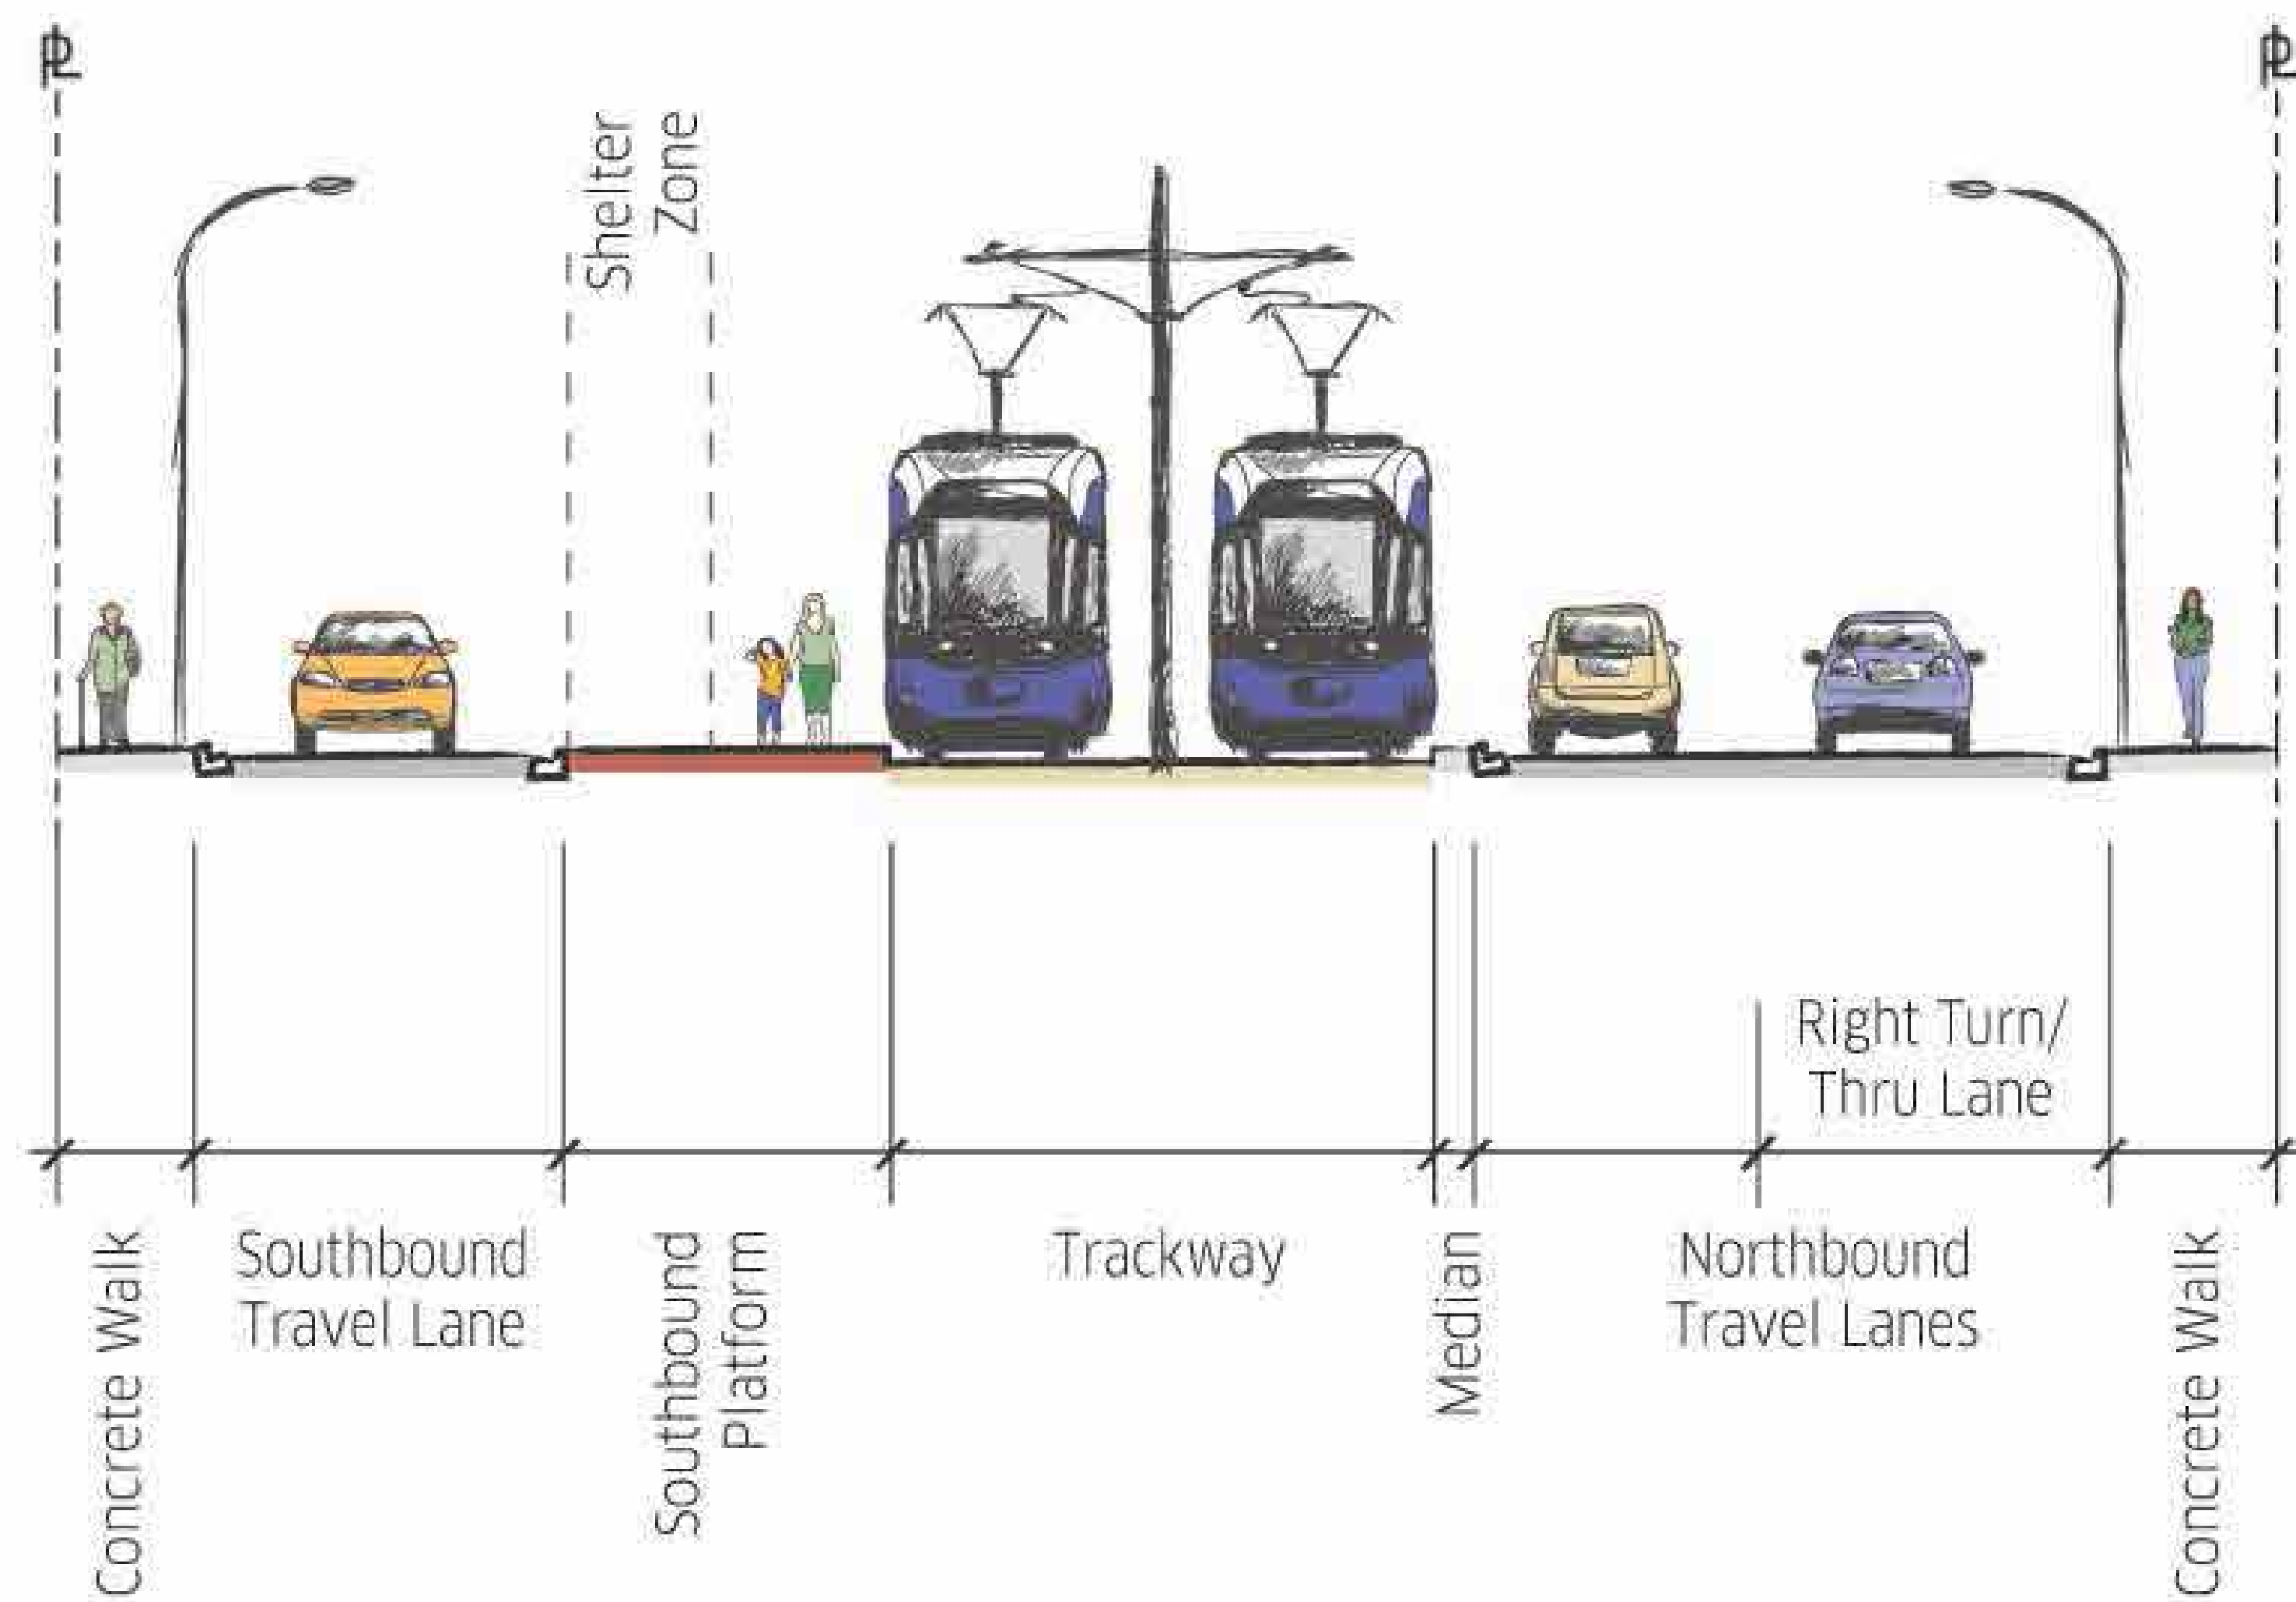 PL
PL
Shelter
Zone
Right Turn/
Thru Lane
Concrete Walk
Southbound
Travel Lane
Southbound
Platform
Trackway
Median
Northbound
Travel Lanes
Concrete Walk